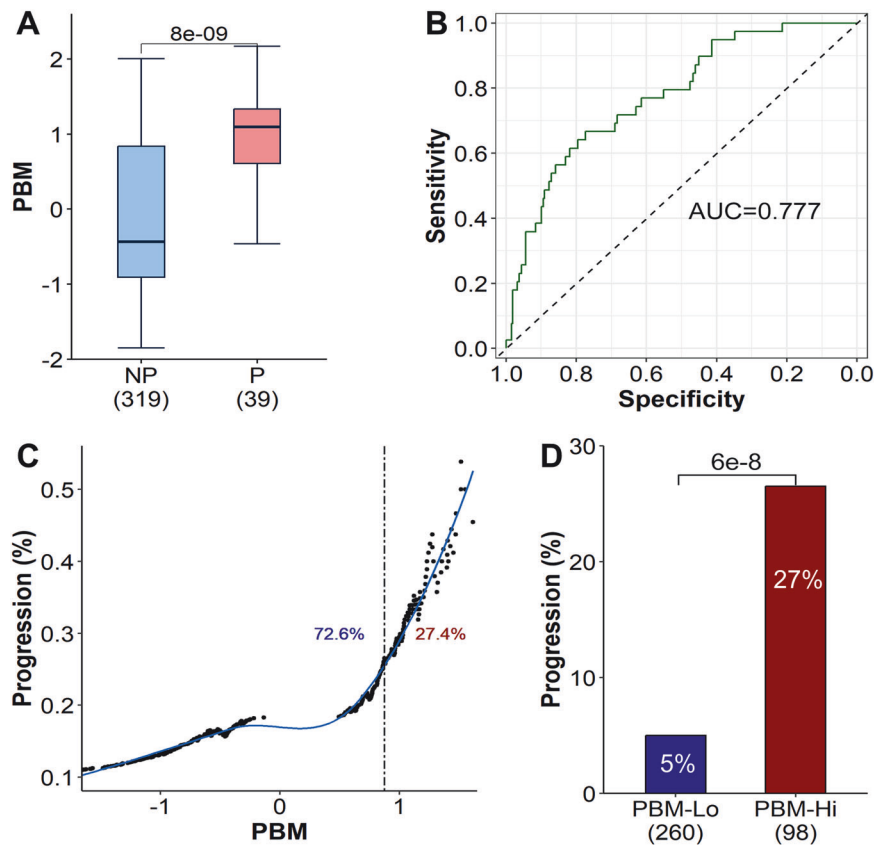 A
8e-09
PBM
2
1
0
-1
-2
NP
P
(319)
(39)
B
Sensitivity
1.0
0.8
0.6
0.4
0.2
0.0
AUC=0.777
1.0 0.8 0.6 0.4 0.2 0.0
Specificity
C
Progression (%)
0.5
0.4
0.3
0.2
0.1
72.6%
27.4%
-1 0 1
PBM
D
6e-8
Progression (%)
30
20
10
0
5%
27%
PBM-Lo
PBM-Hi
(260)
(98)